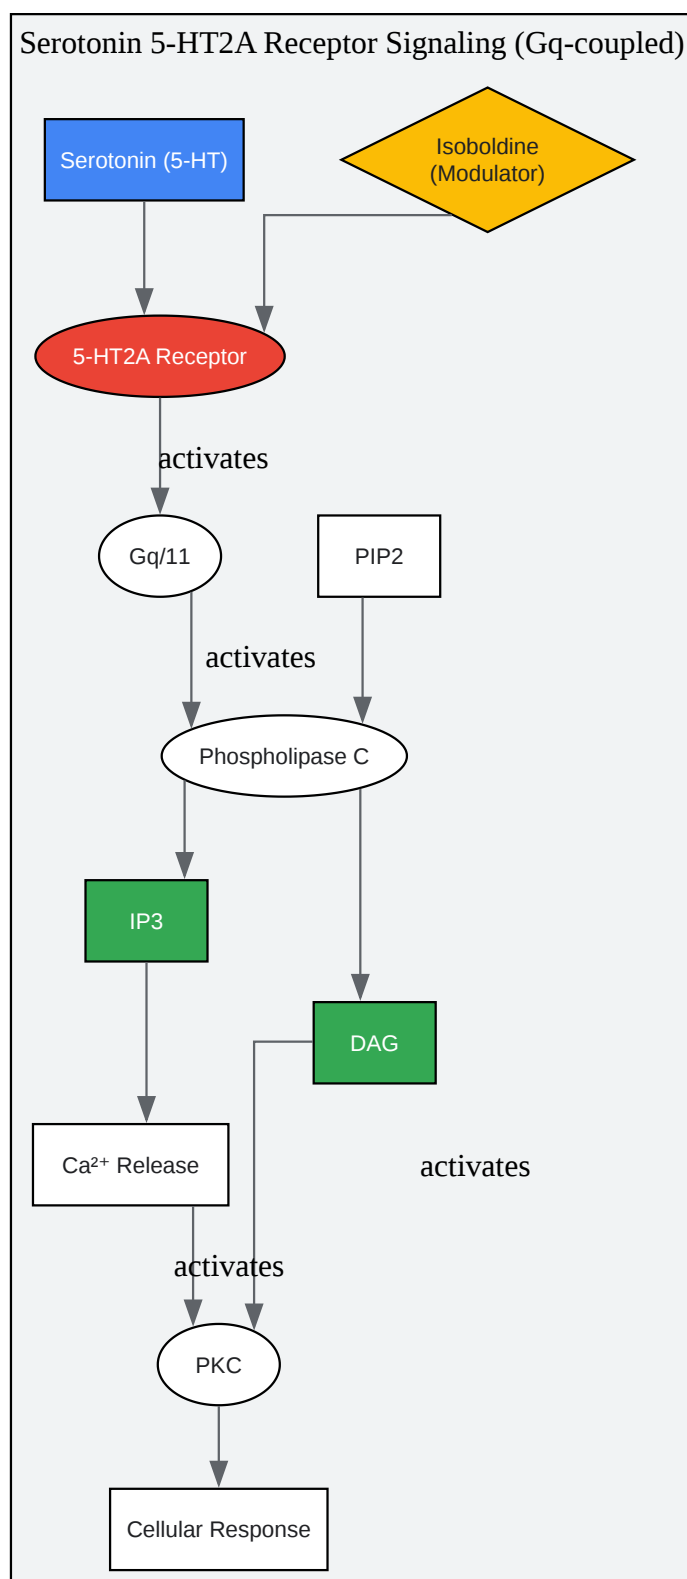 Serotonin 5-HT2A Receptor Signaling (Gq-coupled)
Serotonin (5-HT)
Isoboldine
(Modulator)
5-HT2A Receptor
activates
Gq/11
PIP2
activates
Phospholipase C
IP3
DAG
Ca²⁺ Release
activates
activates
PKC
Cellular Response